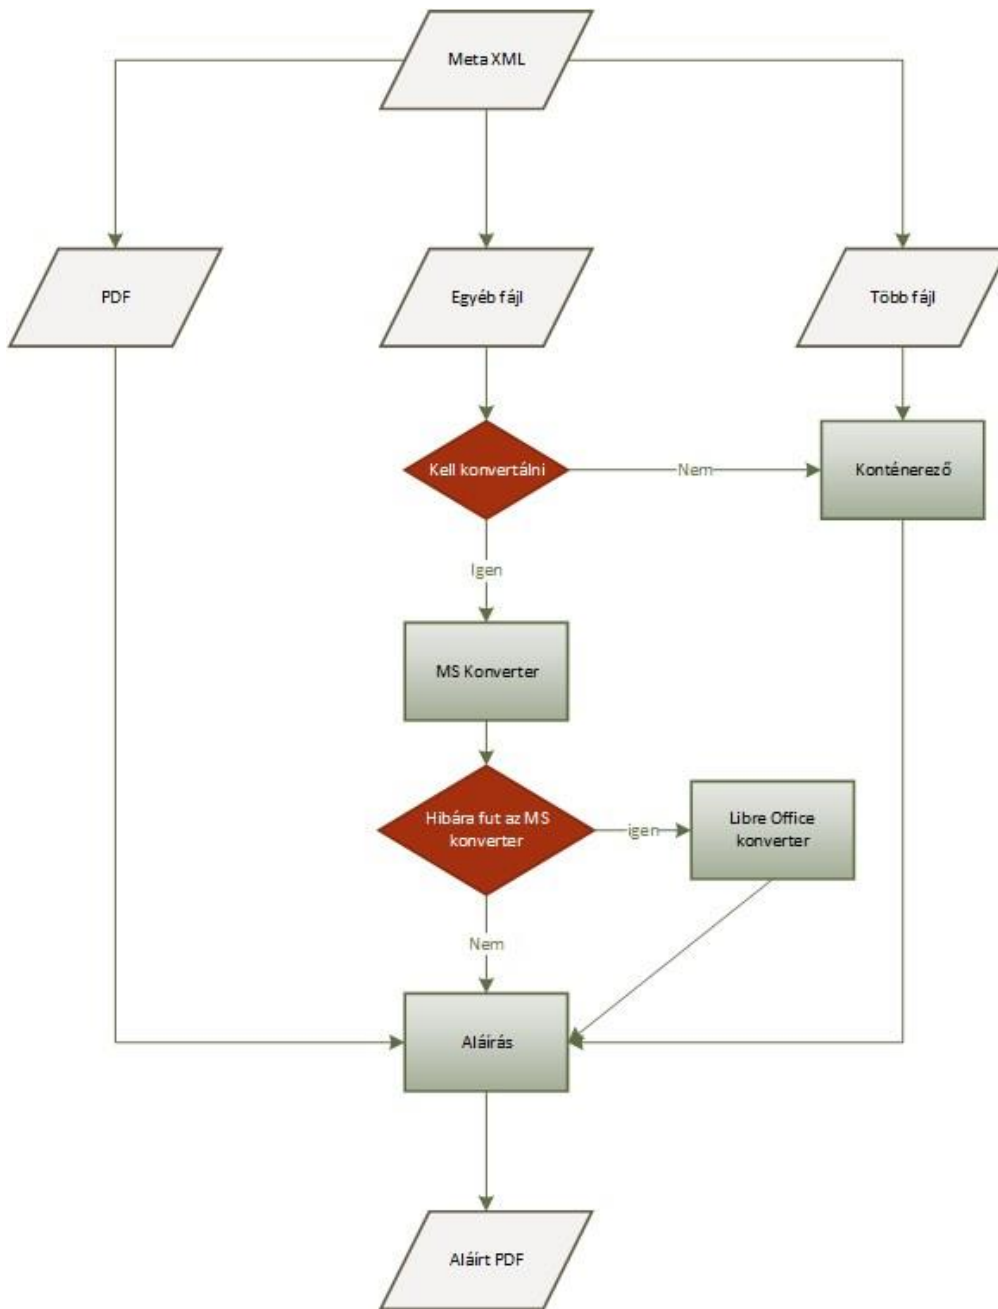 Meta XML
PDF
Egyéb fájl
Több fájl
Kell konvertálni
Nem
Konténerező
Igen
MS Konverter
Hibára fut az MS
konverter
igen
Libre Office
konverter
Nem
Aláírás
Aláírt PDF